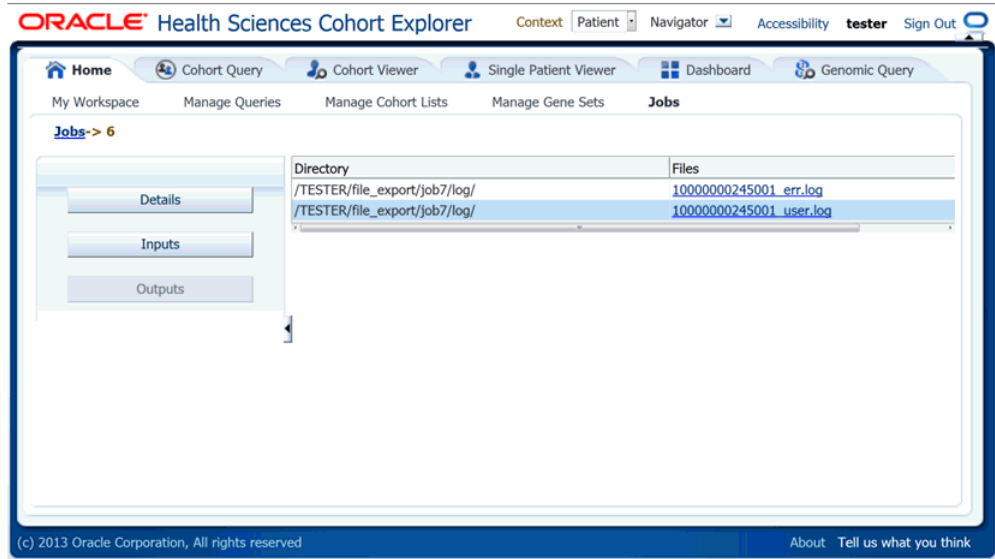 ORACLE® Health Sciences Cohort Explorer Context Patient Navigator Accessibility tester Sign Out
Home Cohort Query Cohort Viewer Single Patient Viewer Dashboard Genomic Query
My Workspace Manage Queries Manage Cohort Lists Manage Gene Sets Jobs
Jobs-> 6
Directory Files
/TESTER/file_export/job7/log/ 10000000245001_err.log
/TESTER/file_export/job7/log/ 10000000245001_user.log
Details
Inputs
Outputs
(c) 2013 Oracle Corporation, All rights reserved About Tell us what you think